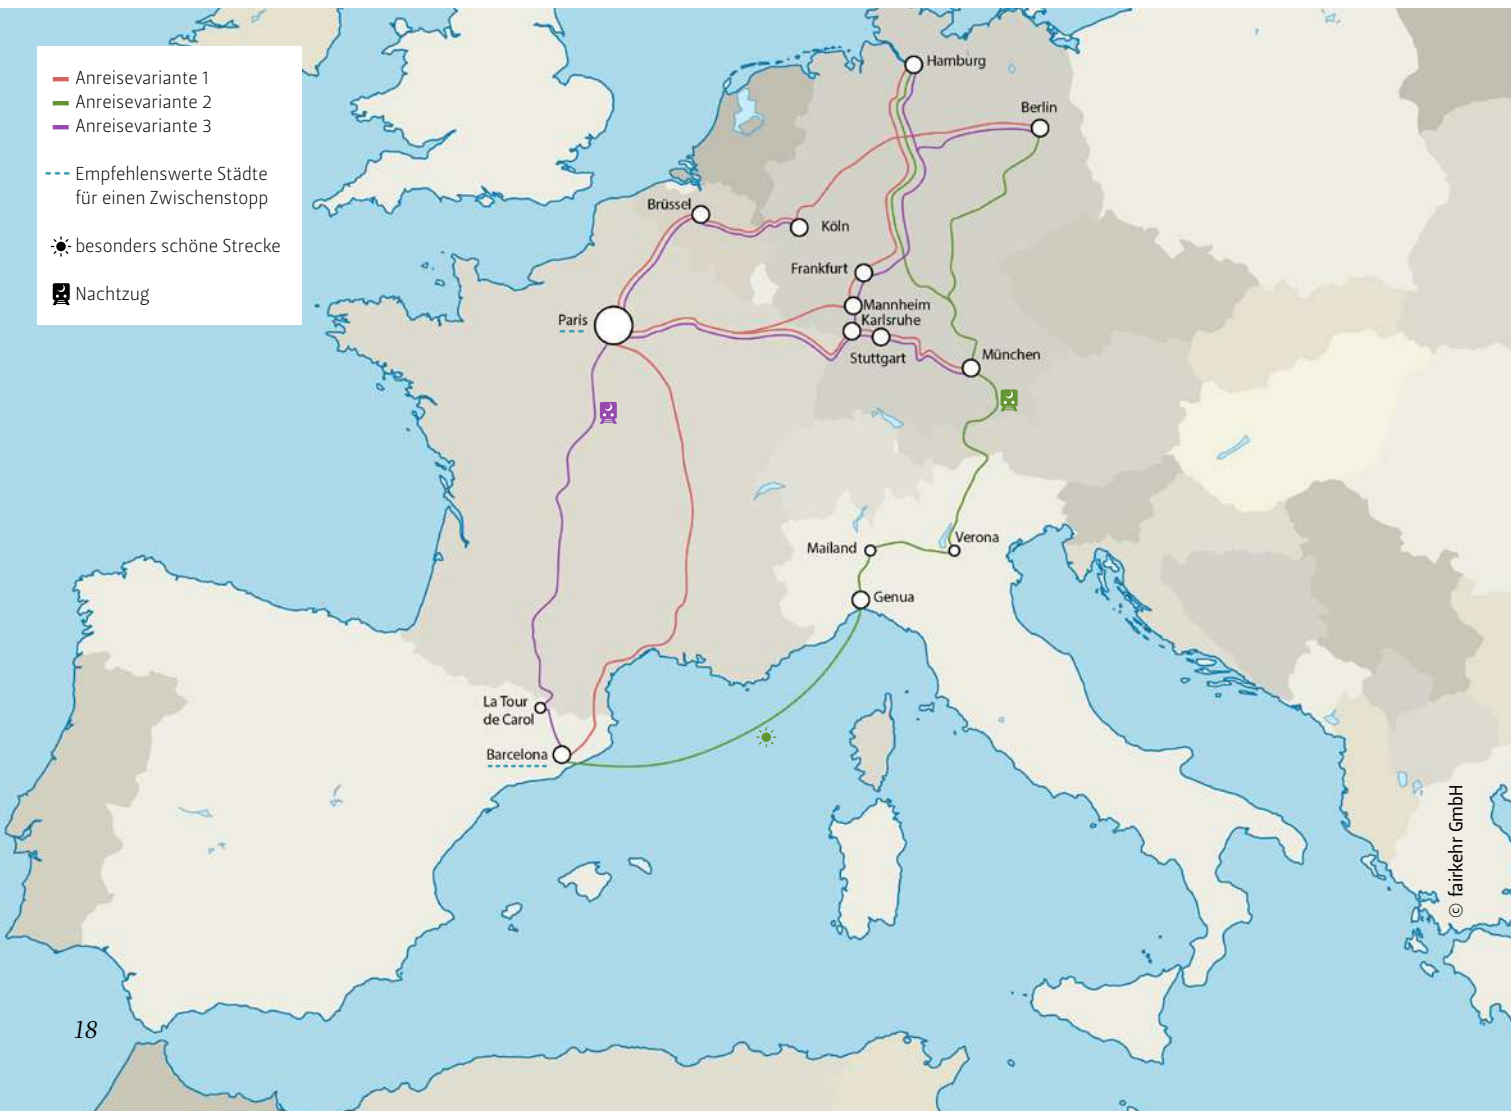 Anreisevariante 1
Anreisevariante 2
Anreisevariante 3
Empfehlenswerte Städte
für einen Zwischenstopp
besonders schöne Strecke
Nachtzug
Hamburg
Berlin
Brüssel
Köln
Frankfurt
Mannheim
Karlsruhe
Paris
Stuttgart
München
Verona
Mailand
Genua
La Tour
de Carol
Barcelona
© fairkehr GmbH
18